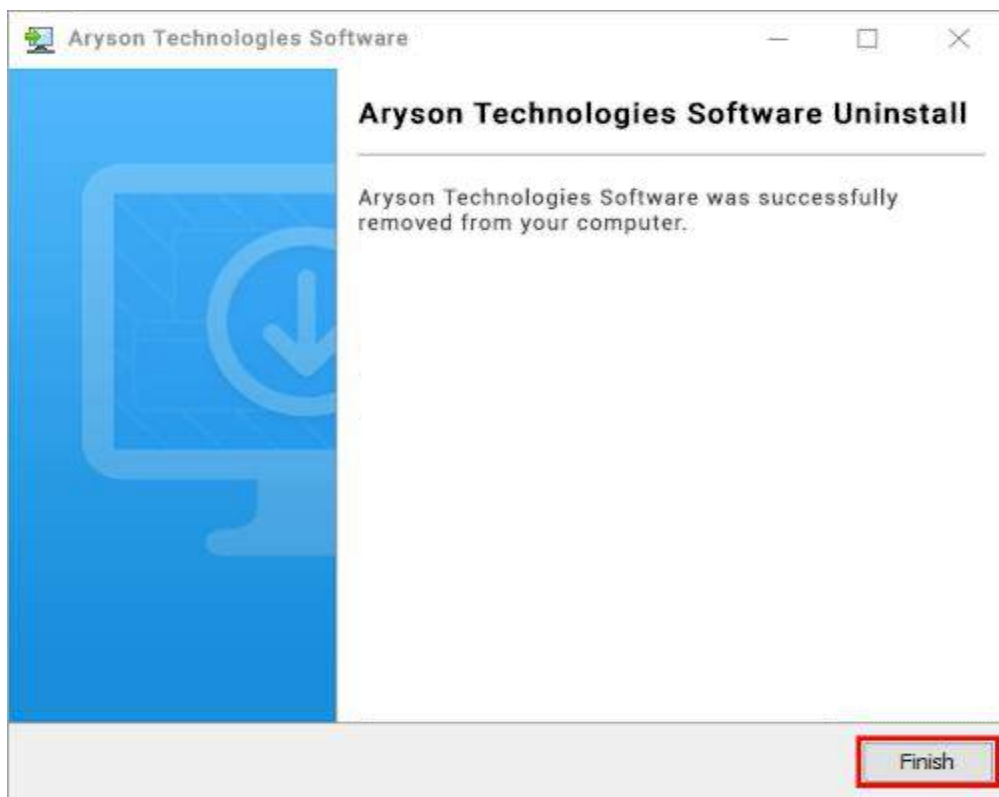 Aryson Technologies Software
Aryson Technologies Software Uninstall
Aryson Technologies Software was successfully
removed from your computer.
Finish